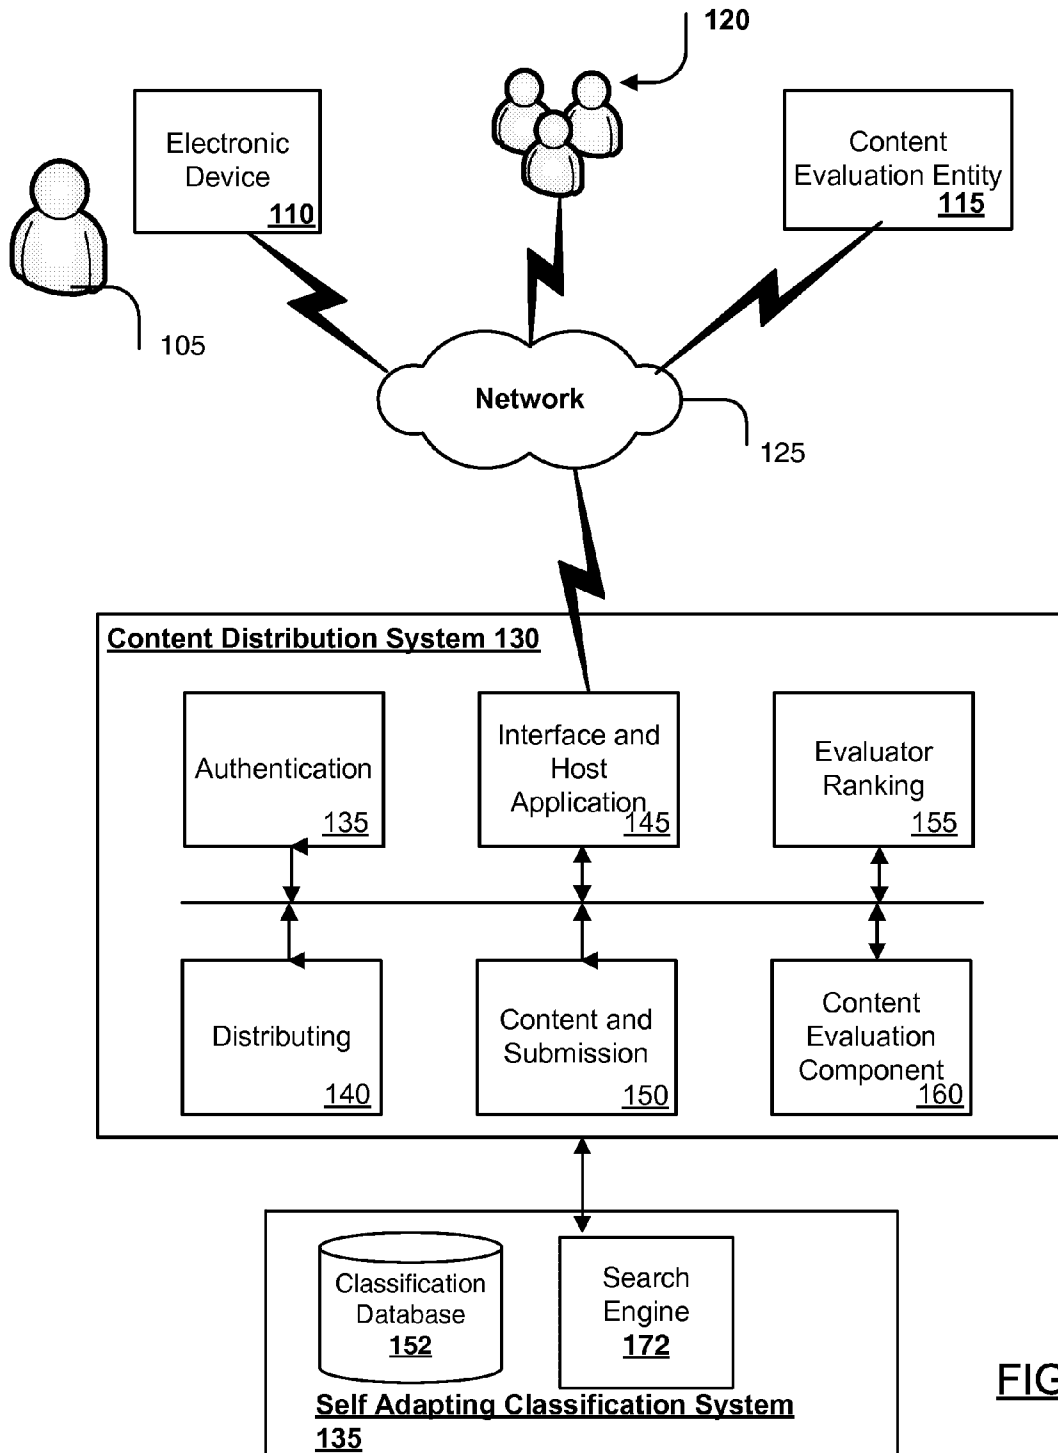 120
Electronic
Device
110
Content
Evaluation Entity
115
105
Network
125
Content Distribution System 130
Authentication
135
Interface and
Host
Application
145
Evaluator
Ranking
155
Distributing
140
Content and
Submission
150
Content
Evaluation
Component
160
Classification
Database
152
Search
Engine
172
Self Adapting Classification System
135
FIG